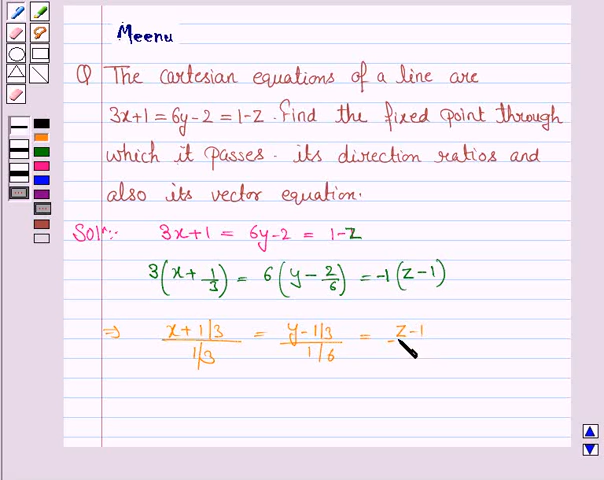 Meenu
Q The cartesian equations of a line are
3x+1 = 6y-2 = 1-z. Find the fixed point through
which it passes. its direction ratios and
also its vector equation.
Solⁿ:- 3x+1 = 6y-2 = 1-z
3(x + 1/3) = 6(y - 2/6) = -1(z-1)
⇒ (x+1/3)/(1/3) = (y-1/3)/(1/6) = (z-1)/-